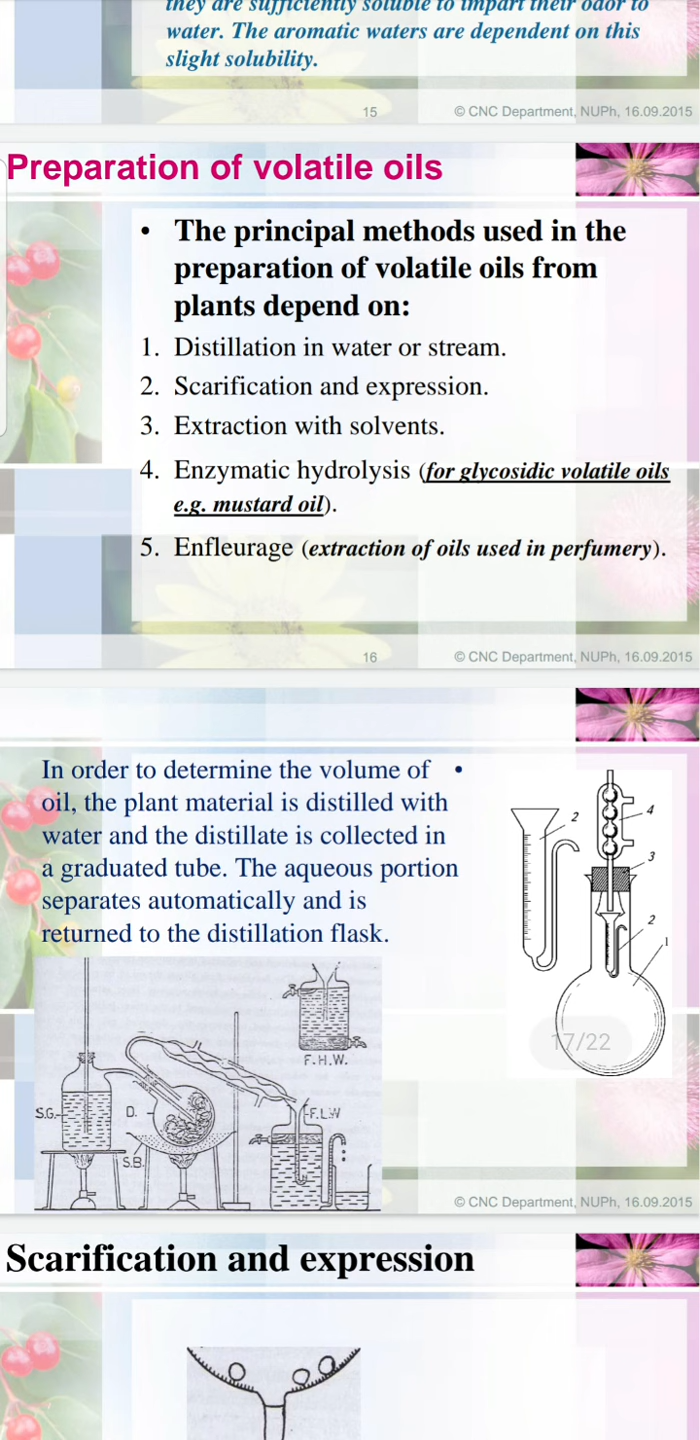 they are sufficiently soluble to impart their odor to
water. The aromatic waters are dependent on this
slight solubility.
15
© CNC Department, NUPh, 16.09.2015
Preparation of volatile oils
• The principal methods used in the
preparation of volatile oils from
plants depend on:
1. Distillation in water or stream.
2. Scarification and expression.
3. Extraction with solvents.
4. Enzymatic hydrolysis (for glycosidic volatile oils
e.g. mustard oil).
5. Enfleurage (extraction of oils used in perfumery).
16
© CNC Department, NUPh, 16.09.2015
In order to determine the volume of •
oil, the plant material is distilled with
water and the distillate is collected in
a graduated tube. The aqueous portion
separates automatically and is
returned to the distillation flask.
2
4
3
2
1
17/22
F.H.W.
S.G.
D.
F.L.W
S.B.
© CNC Department, NUPh, 16.09.2015
Scarification and expression